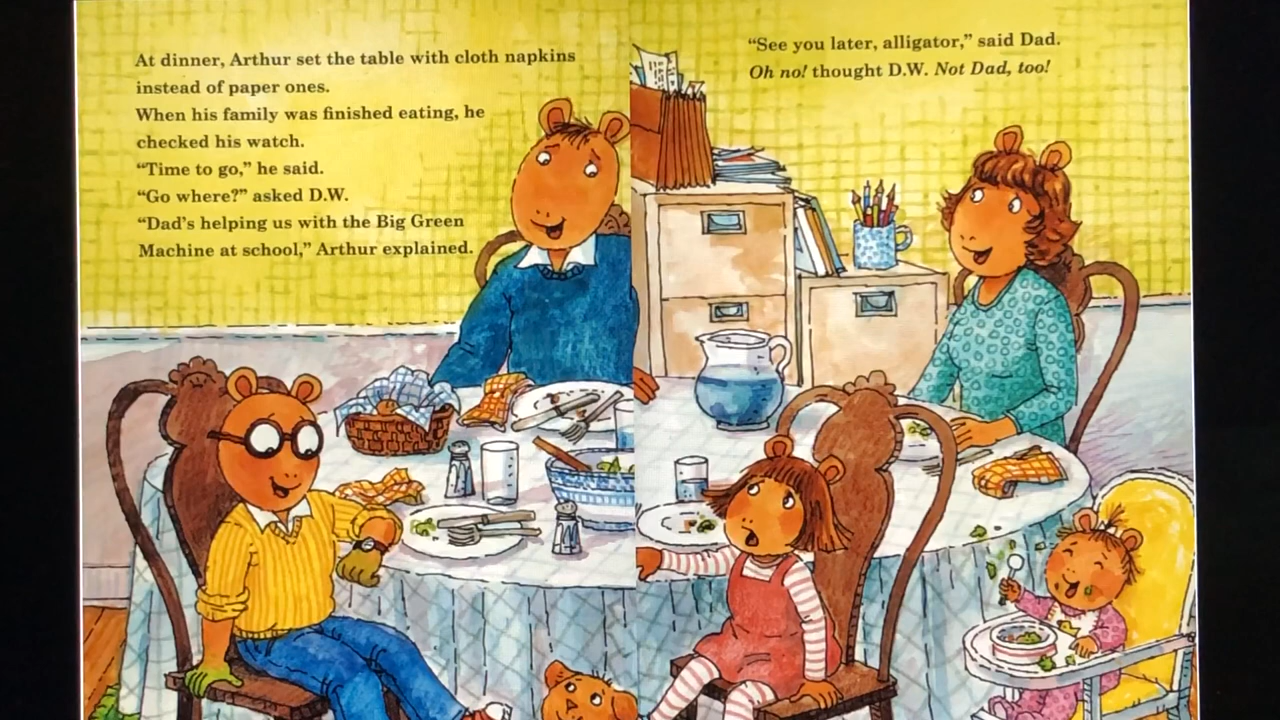 At dinner, Arthur set the table with cloth napkins
instead of paper ones.
When his family was finished eating, he
checked his watch.
“Time to go,” he said.
“Go where?” asked D.W.
“Dad’s helping us with the Big Green
Machine at school,” Arthur explained.
“See you later, alligator,” said Dad.
Oh no! thought D.W. Not Dad, too!